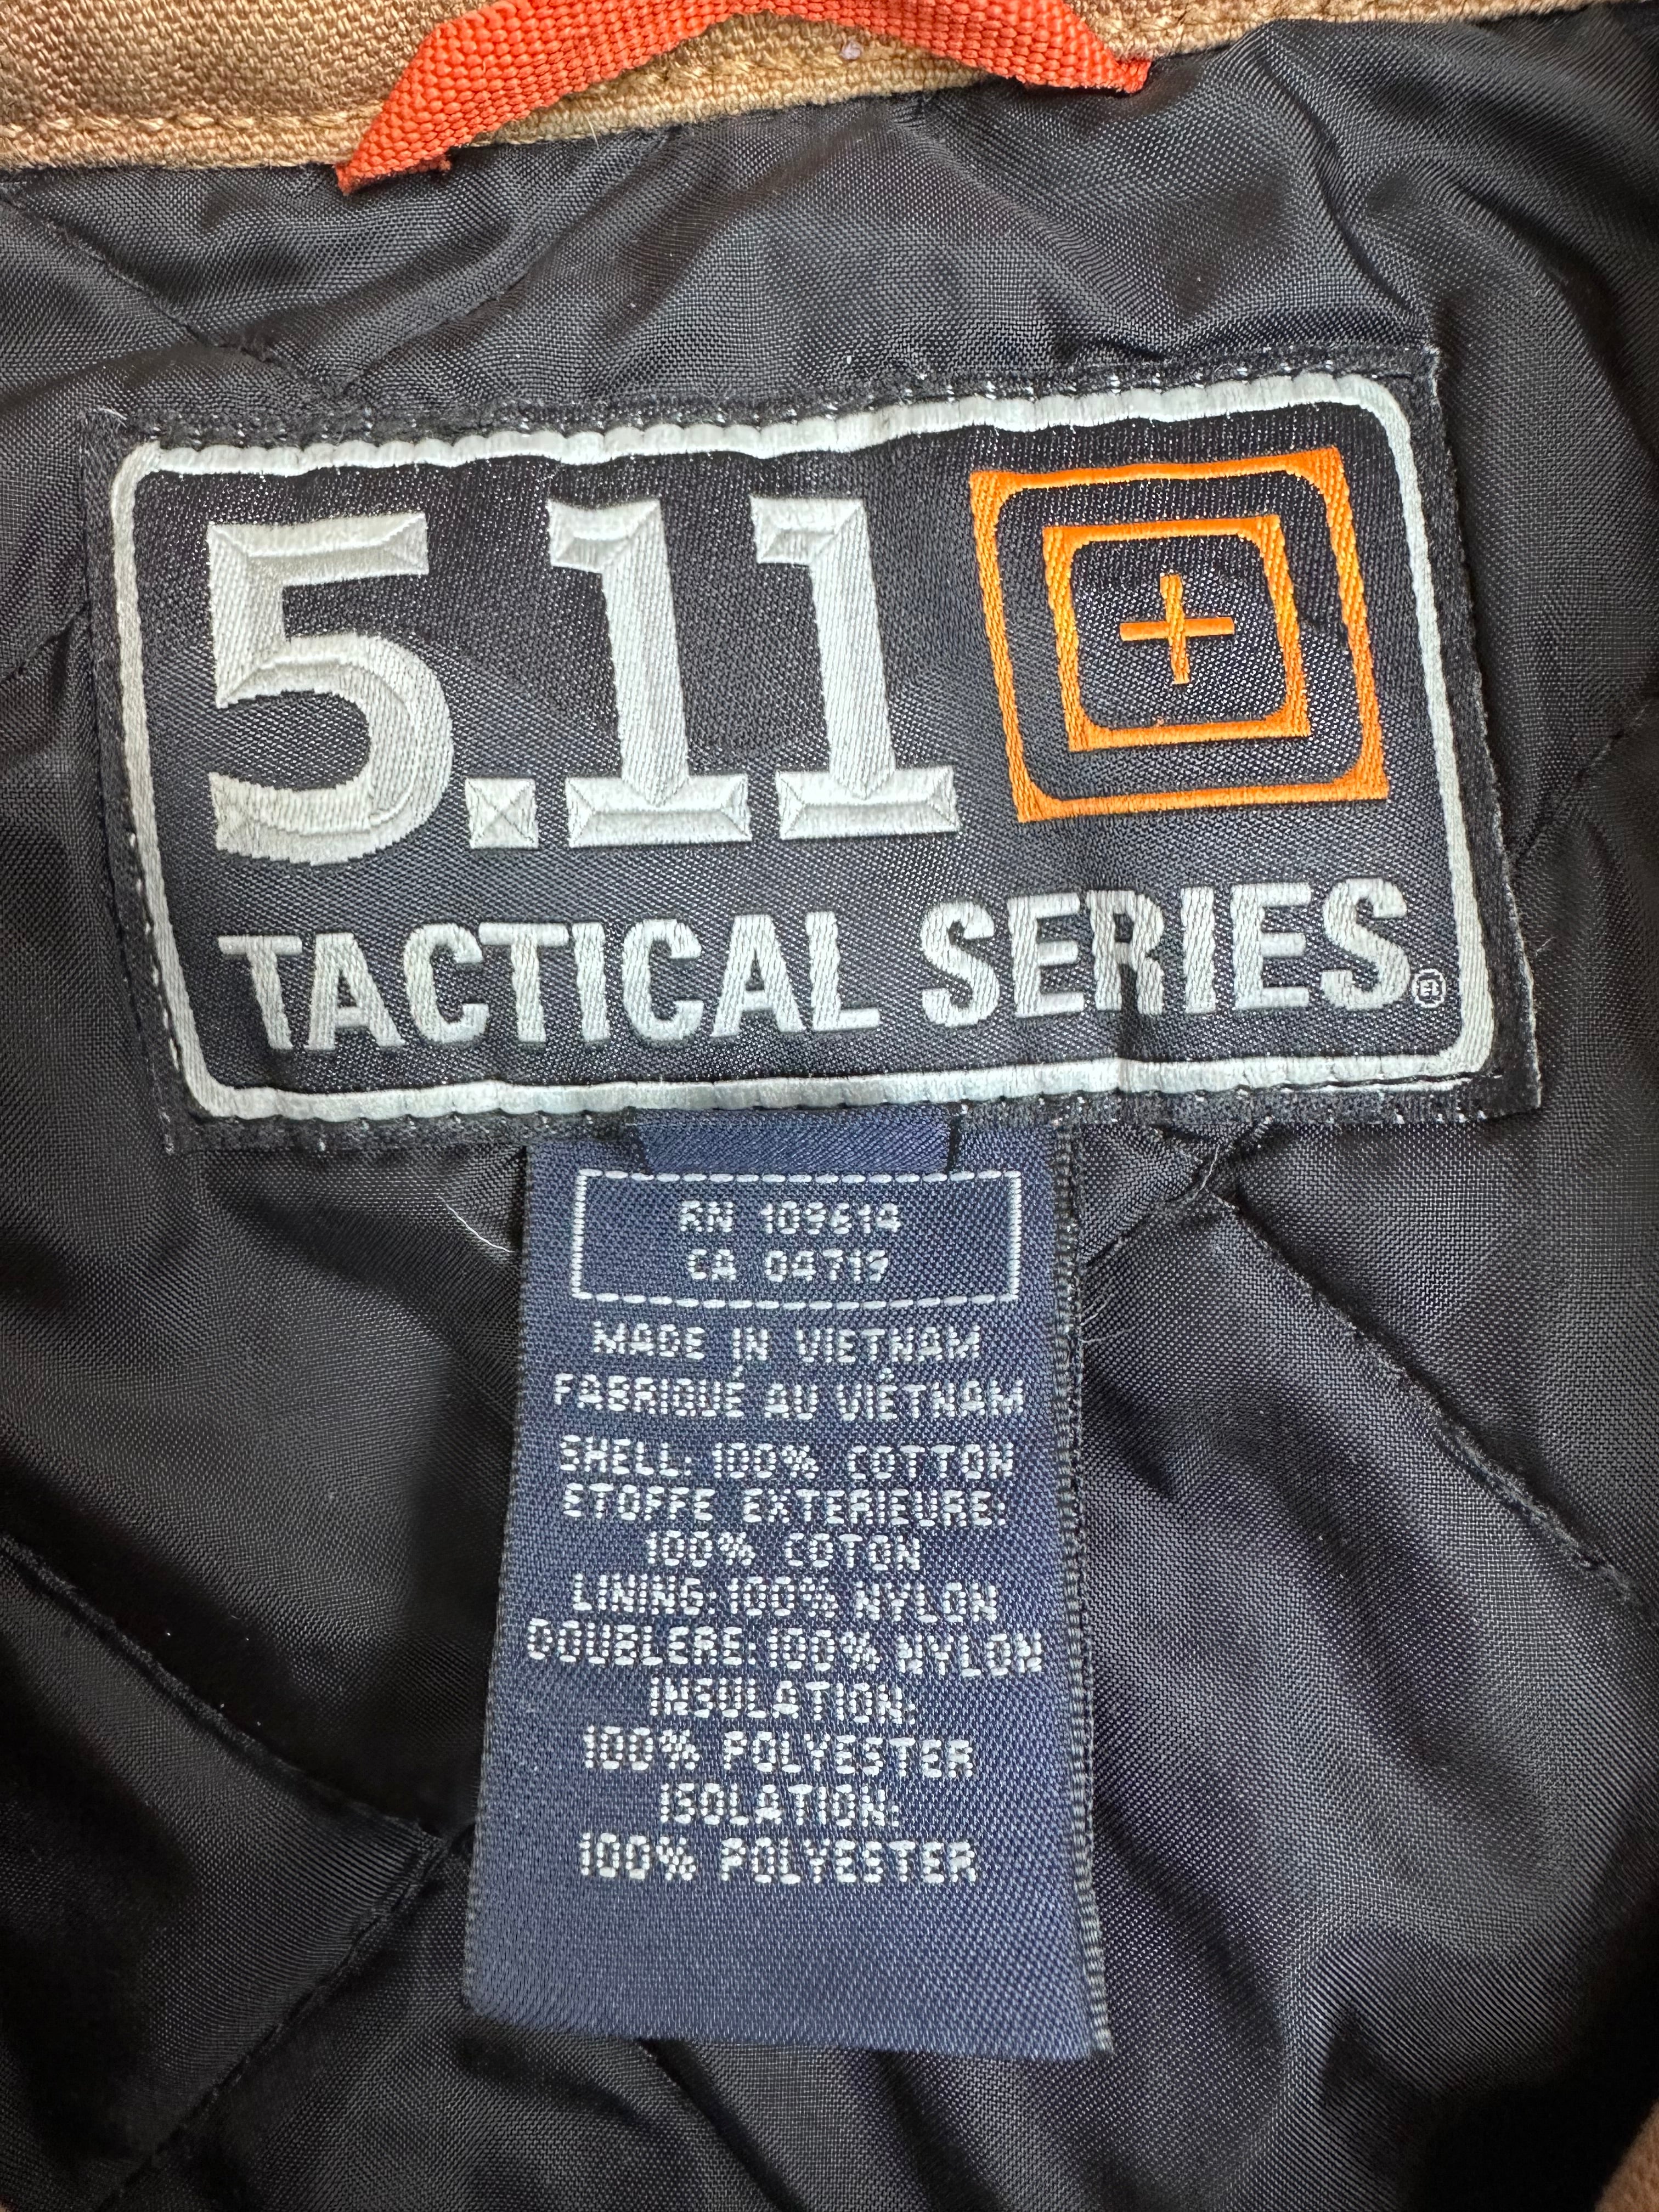 5.11
TACTICAL SERIES®
RN 109614
CA 04719
MADE IN VIETNAM
FABRIQUÉ AU VIÊTNAM
SHELL: 100% COTTON
ETOFFE EXTERIEURE:
100% COTON
LINING:100% NYLON
DOUBLERE:100% NYLON
INSULATION:
100% POLYESTER
ISOLATION:
100% POLYESTER